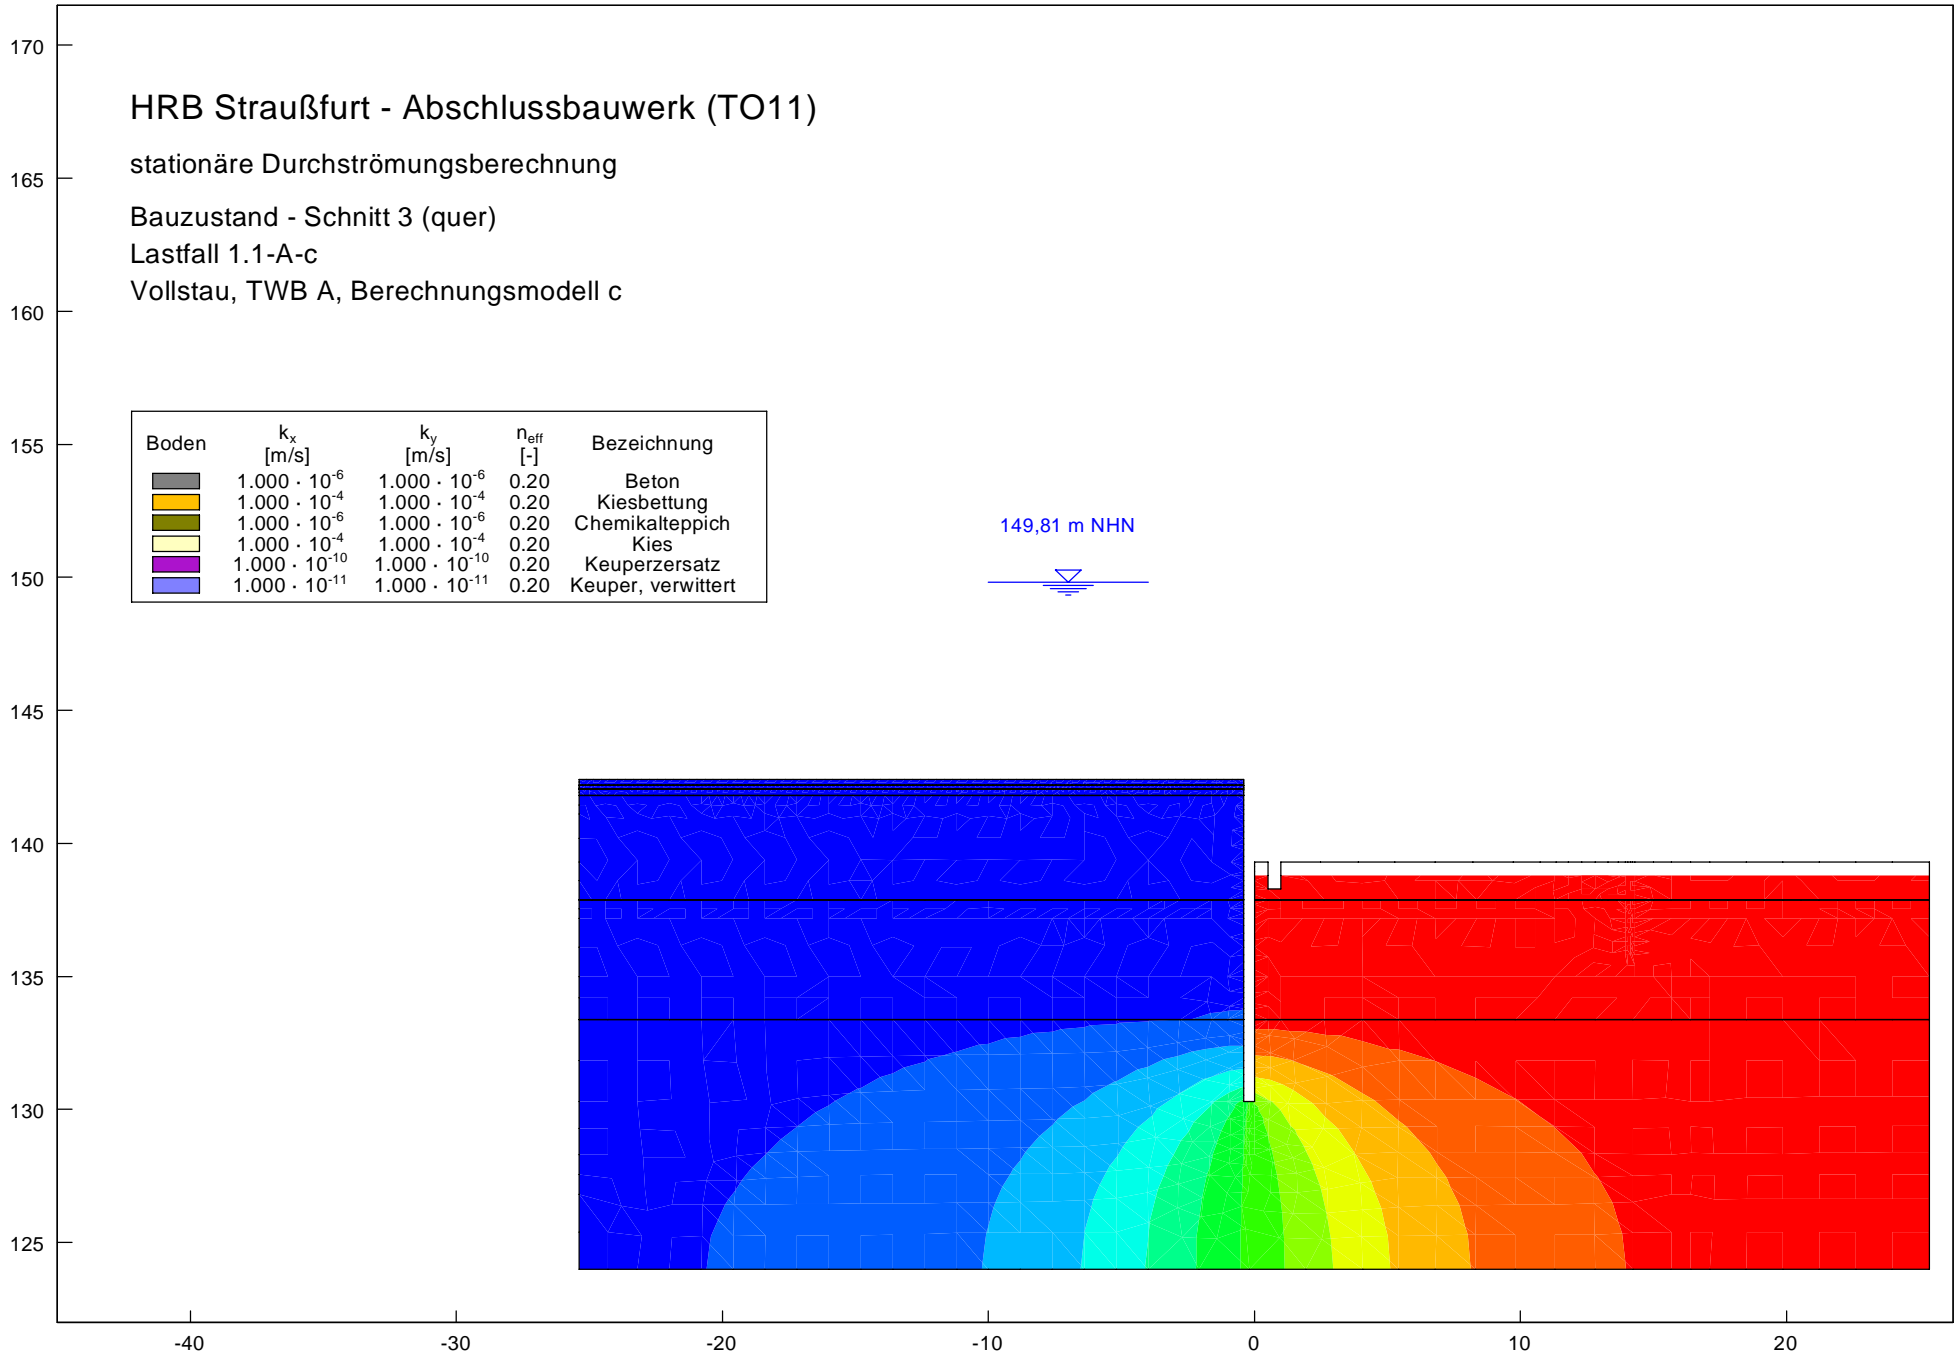 170
HRB Straußfurt - Abschlussbauwerk (TO11)
165
stationäre Durchströmungsberechnung
Bauzustand - Schnitt 3 (quer)
Lastfall 1.1-A-c
Vollstau, TWB A, Berechnungsmodell c
160
155
Boden kx [m/s] ky [m/s] neff [-] Bezeichnung
1.000 · 10-6 1.000 · 10-6 0.20 Beton
1.000 · 10-4 1.000 · 10-4 0.20 Kiesbettung
1.000 · 10-6 1.000 · 10-6 0.20 Chemikalteppich
1.000 · 10-4 1.000 · 10-4 0.20 Kies
1.000 · 10-10 1.000 · 10-10 0.20 Keuperzersatz
1.000 · 10-11 1.000 · 10-11 0.20 Keuper, verwittert
149,81 m NHN
150
145
140
135
130
125
-40 -30 -20 -10 0 10 20